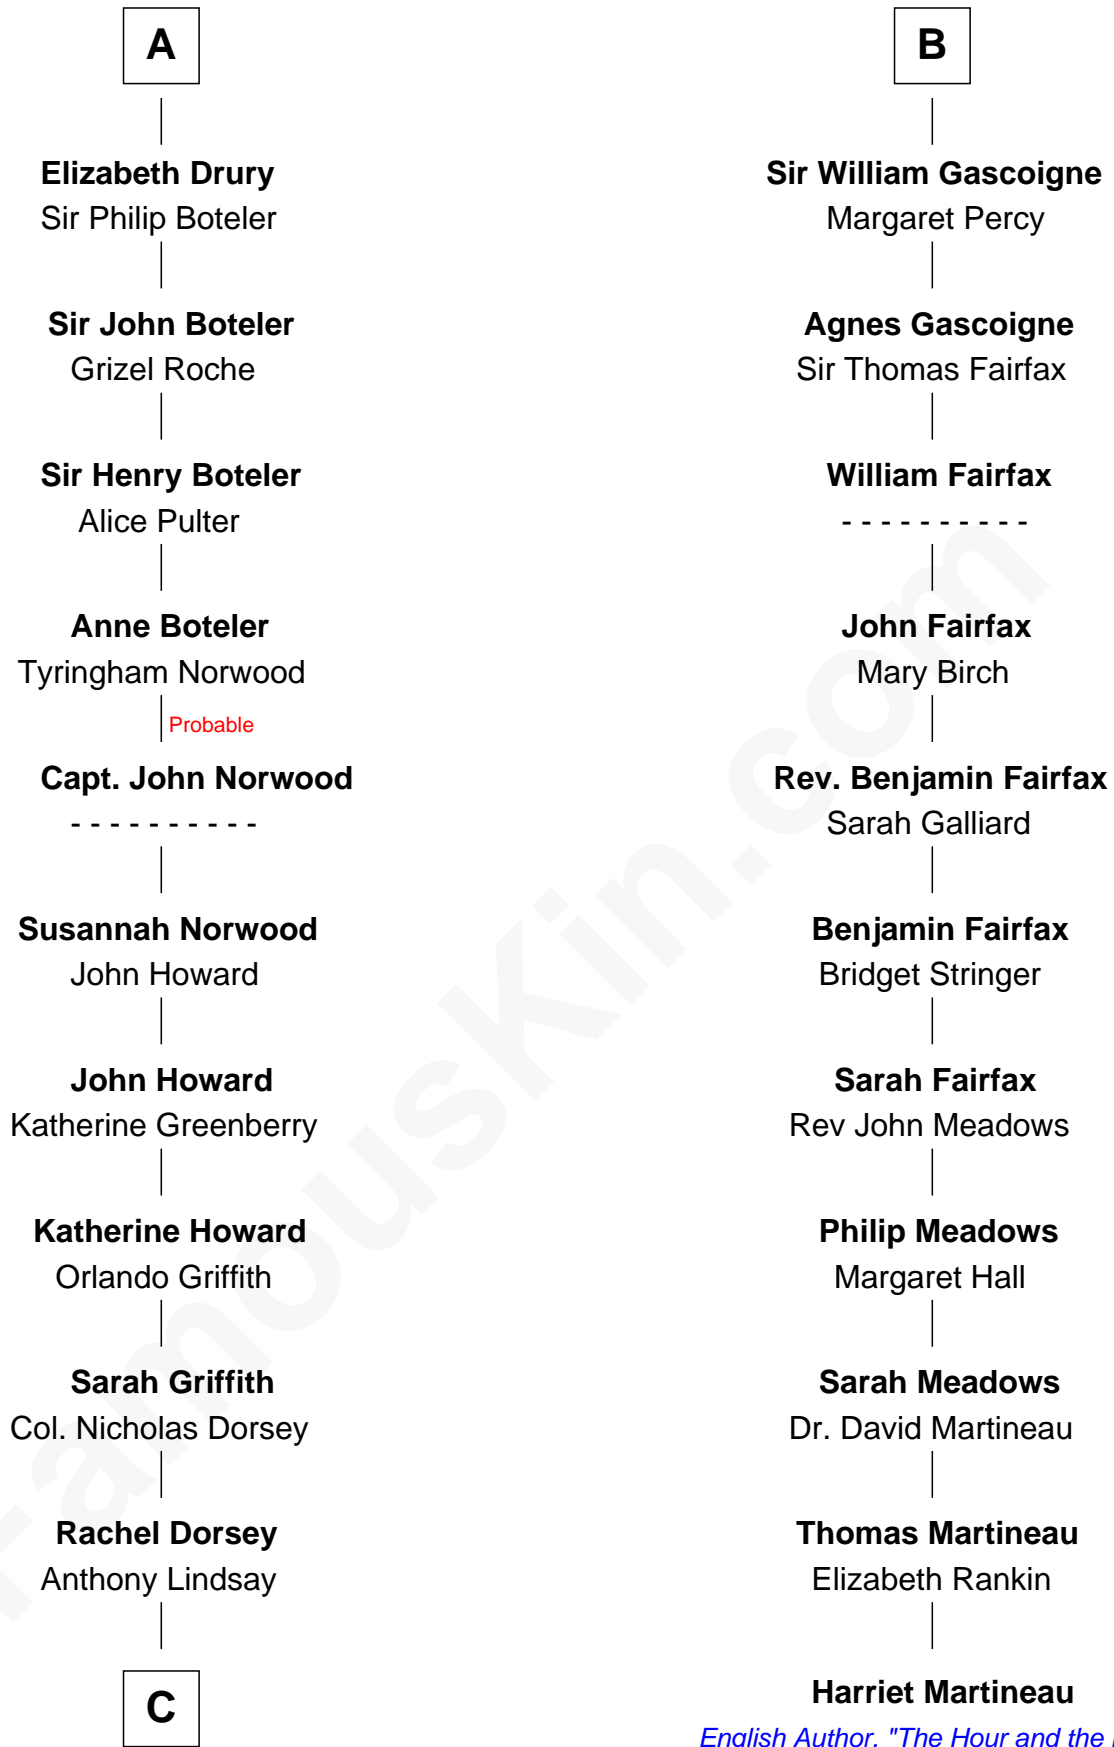 A
Elizabeth Drury
Sir Philip Boteler
Sir John Boteler
Grizel Roche
Sir Henry Boteler
Alice Pulter
Anne Boteler
Tyringham Norwood
Probable
Capt. John Norwood
- - - - - - - - - -
Susannah Norwood
John Howard
John Howard
Katherine Greenberry
Katherine Howard
Orlando Griffith
Sarah Griffith
Col. Nicholas Dorsey
Rachel Dorsey
Anthony Lindsay
C
B
Sir William Gascoigne
Margaret Percy
Agnes Gascoigne
Sir Thomas Fairfax
William Fairfax
- - - - - - - - - -
John Fairfax
Mary Birch
Rev. Benjamin Fairfax
Sarah Galliard
Benjamin Fairfax
Bridget Stringer
Sarah Fairfax
Rev John Meadows
Philip Meadows
Margaret Hall
Sarah Meadows
Dr. David Martineau
Thomas Martineau
Elizabeth Rankin
Harriet Martineau
English Author. "The Hour and the
FamousKin.com